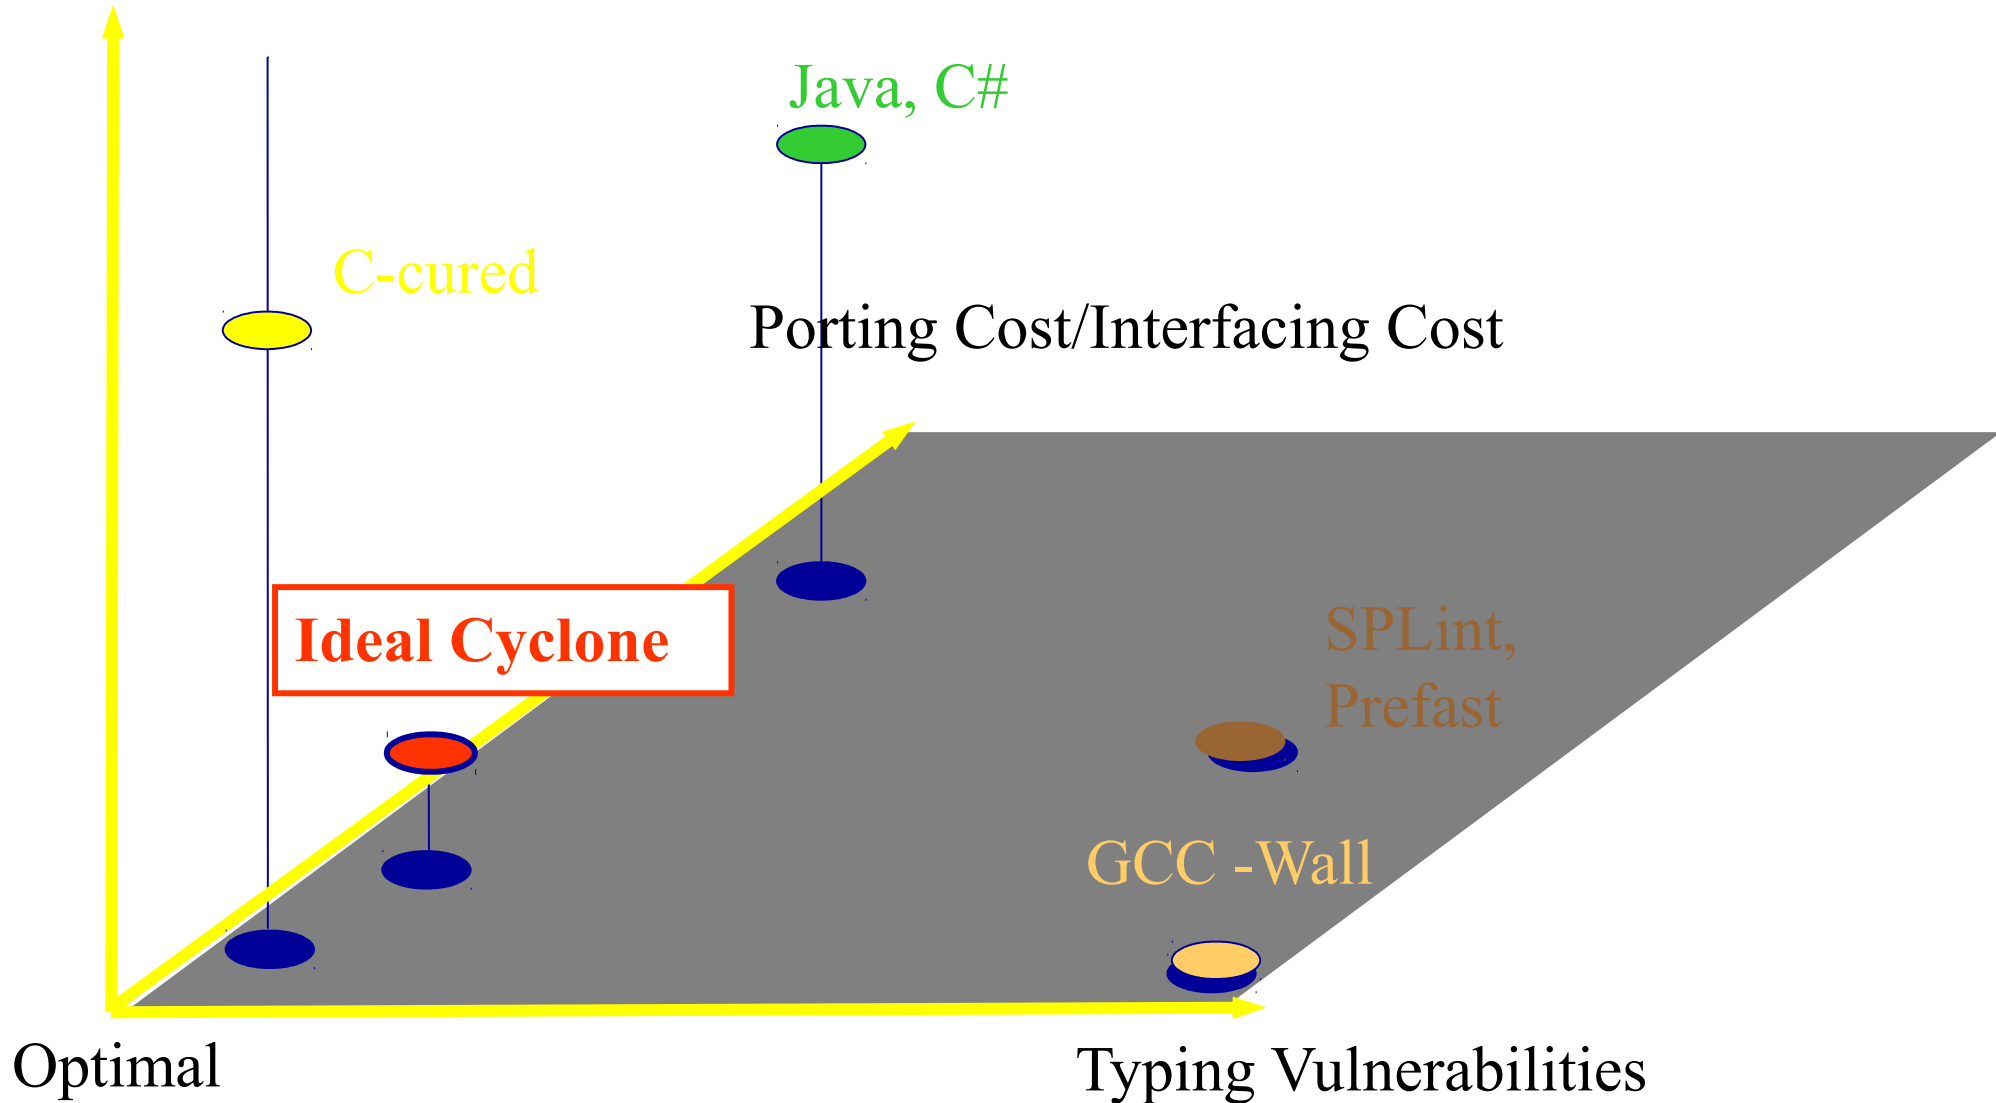 Java, C#
C-cured
Porting Cost/Interfacing Cost
Ideal Cyclone
SPLint,
Prefast
GCC -Wall
Optimal
Typing Vulnerabilities